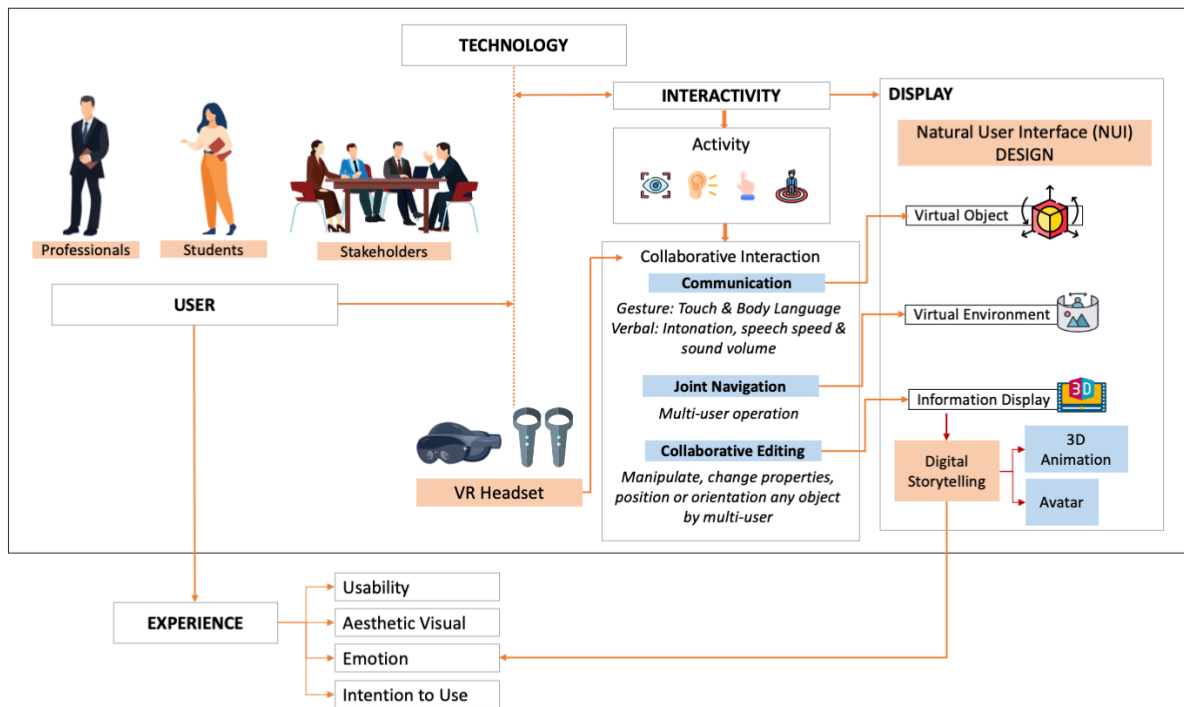 TECHNOLOGY
INTERACTIVITY
DISPLAY
Natural User Interface (NUI)
DESIGN
Activity
Professionals
Students
Stakeholders
USER
Collaborative Interaction
Communication
Gesture: Touch & Body Language
Verbal: Intonation, speech speed &
sound volume
Joint Navigation
Multi-user operation
Collaborative Editing
Manipulate, change properties,
position or orientation any object
by multi-user
VR Headset
Virtual Object
Virtual Environment
Information Display
3D
Digital
Storytelling
3D
Animation
Avatar
EXPERIENCE
Usability
Aesthetic Visual
Emotion
Intention to Use